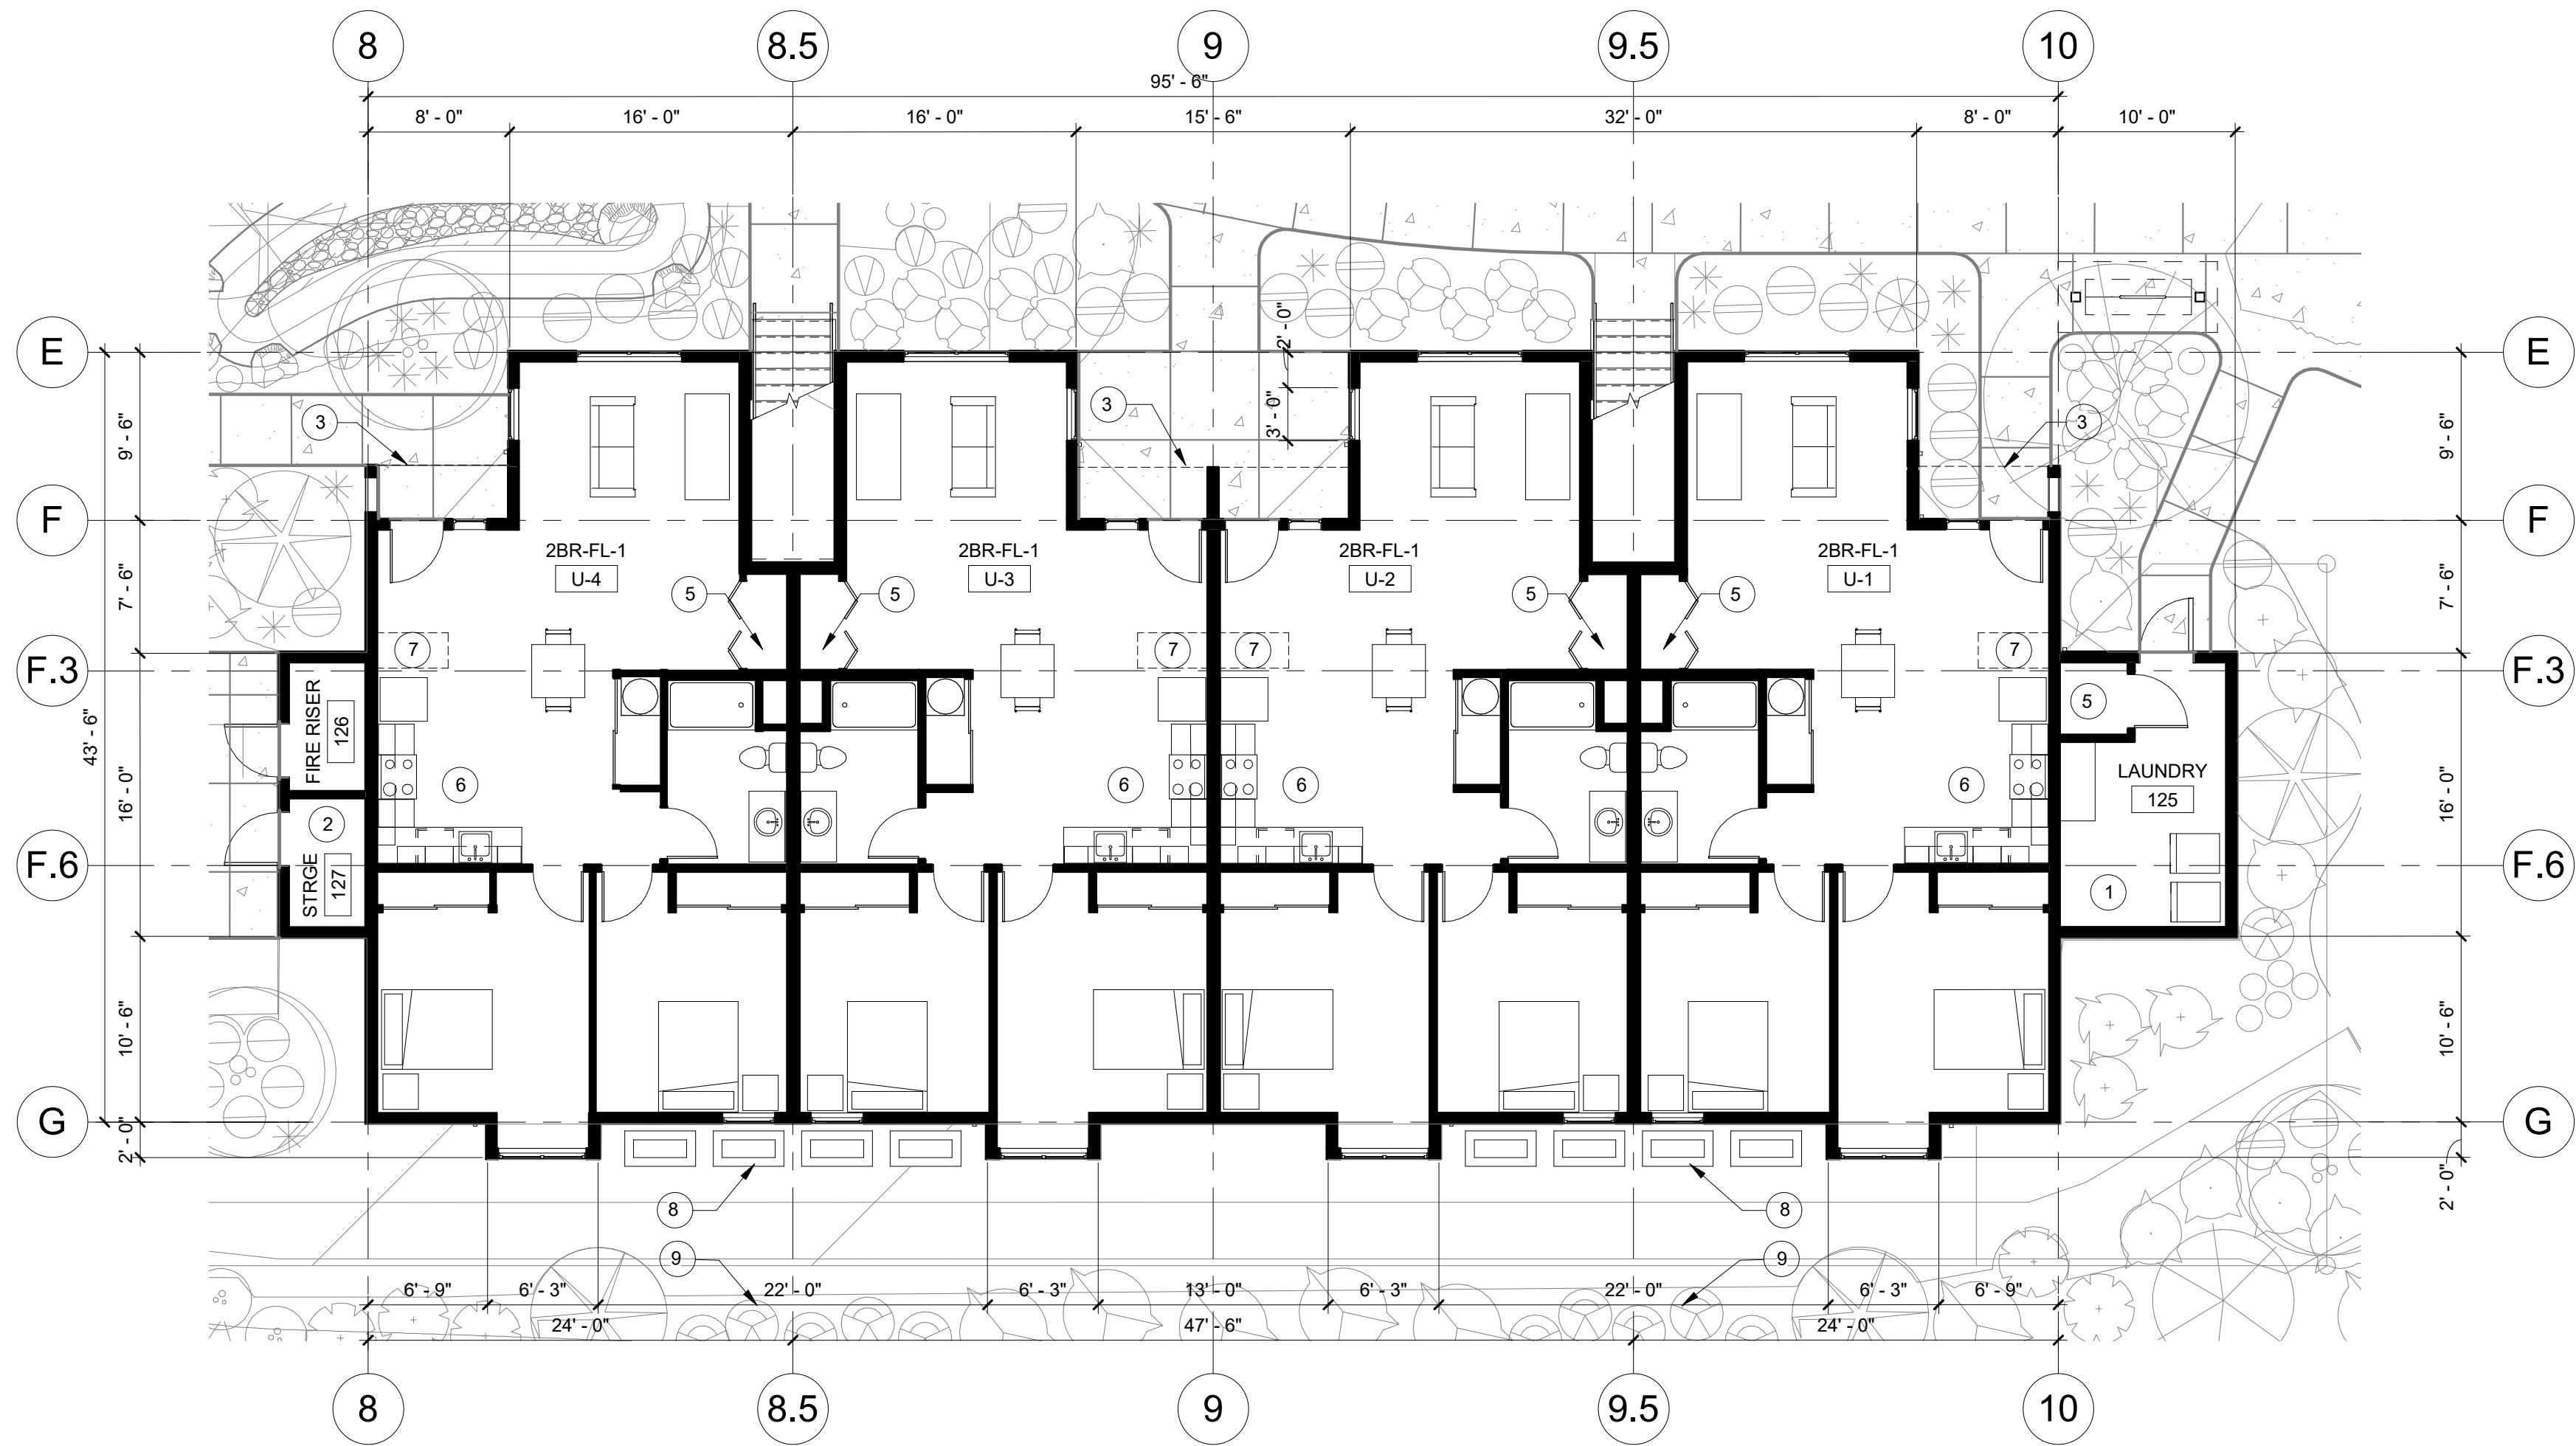 8 8.5 9 9.5 10
95' - 6"
8' - 0" 16' - 0" 16' - 0" 15' - 6" 32' - 0" 8' - 0" 10' - 0"
2' - 0"
E E
3 3 3
3' - 0"
9' - 6" 9' - 6"
F F
2BR-FL-1 2BR-FL-1 2BR-FL-1 2BR-FL-1
U-4 U-3 U-2 U-1
5 5 5 5
7' - 6" 7' - 6"
7 7 7 7
F.3 F.3
5
FIRE RISER
126
43' - 6"
LAUNDRY
125
6 6 6 6
16' - 0" 16' - 0"
2
F.6 F.6
STRGE
127
1
10' - 6" 10' - 6"
G G
2' - 0" 2' - 0"
8 8
9 9
6' - 9" 6' - 3" 22' - 0" 6' - 3" 13' - 0" 6' - 3" 22' - 0" 6' - 3" 6' - 9"
24' - 0" 47' - 6" 24' - 0"
8 8.5 9 9.5 10